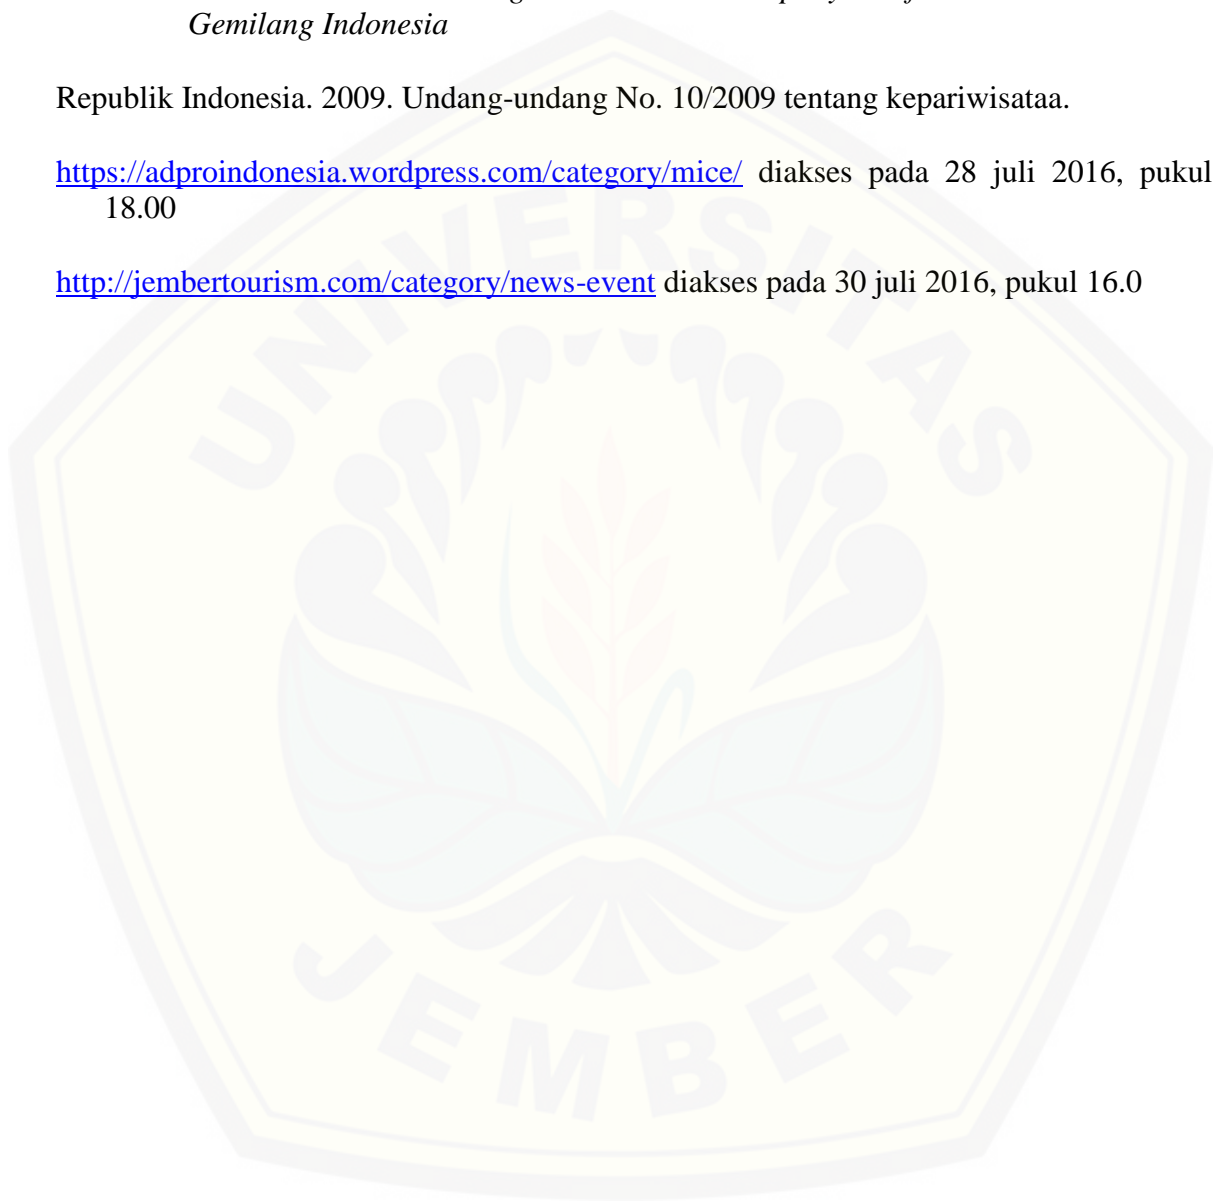 Gemilang Indonesia
Republik Indonesia. 2009. Undang-undang No. 10/2009 tentang kepariwisataa.
https://adproindonesia.wordpress.com/category/mice/ diakses pada 28 juli 2016, pukul
18.00
http://jembertourism.com/category/news-event diakses pada 30 juli 2016, pukul 16.0
UNIVERSITAS
JEMBER